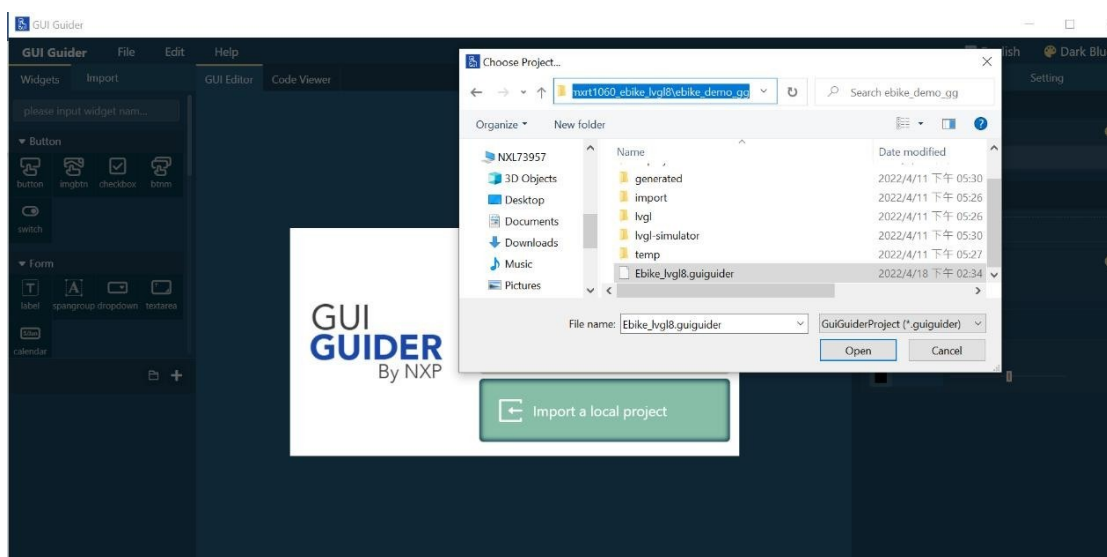 GUI Guider
GUI Guider File Edit Help
Widgets Import GUI Editor Code Viewer Setting
please input widget nam...
Button
button imgbtn checkbox btnm
switch
Form
label spangroup dropdown textarea
calendar
GUI
GUIDER
By NXP
Import a local project
Choose Project...
mxrt1060_ebike_lvgl8\ebike_demo_gg Search ebike_demo_gg
Organize New folder
Name Date modified
NXL73957
3D Objects
Desktop
Documents
Downloads
Music
Pictures
generated 2022/4/11 下午 05:30
import 2022/4/11 下午 05:26
lvgl 2022/4/11 下午 05:26
lvgl-simulator 2022/4/11 下午 05:30
temp 2022/4/11 下午 05:27
Ebike_lvgl8.guiguider 2022/4/18 下午 02:34
File name: Ebike_lvgl8.guiguider GuiGuiderProject (*.guiguider)
Open Cancel
Dark Blu